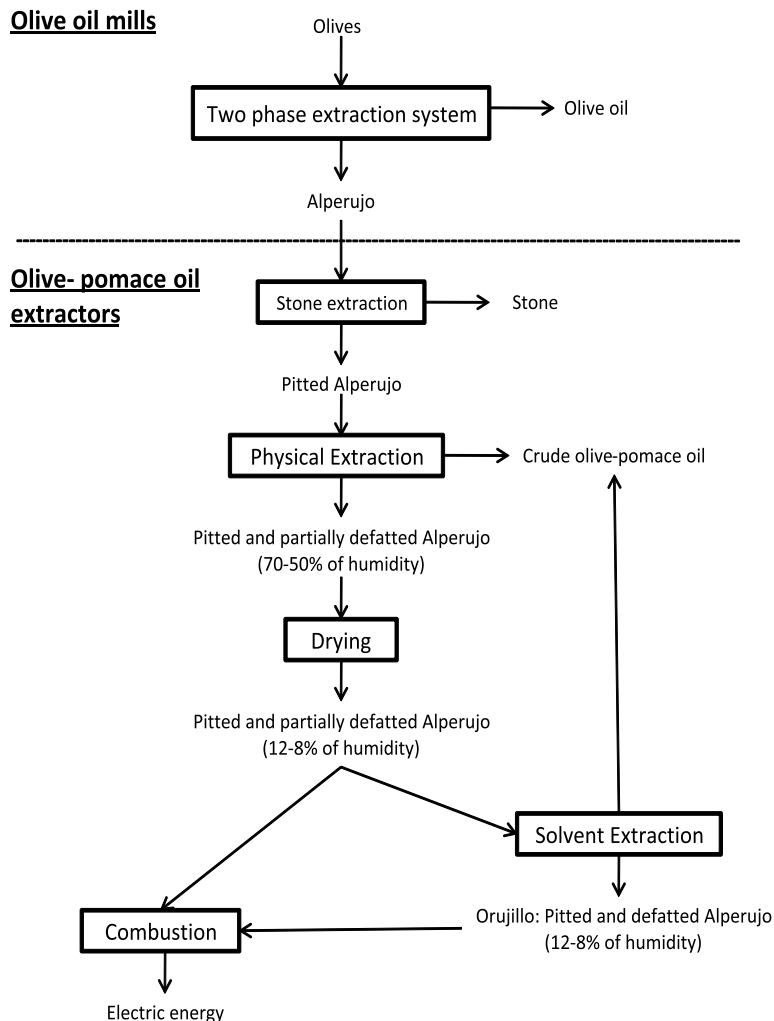 Olive oil mills
Olives
Two phase extraction system
Olive oil
Alperujo
Olive- pomace oil
extractors
Stone extraction
Stone
Pitted Alperujo
Physical Extraction
Crude olive-pomace oil
Pitted and partially defatted Alperujo
(70-50% of humidity)
Drying
Pitted and partially defatted Alperujo
(12-8% of humidity)
Solvent Extraction
Orujillo: Pitted and defatted Alperujo
(12-8% of humidity)
Combustion
Electric energy